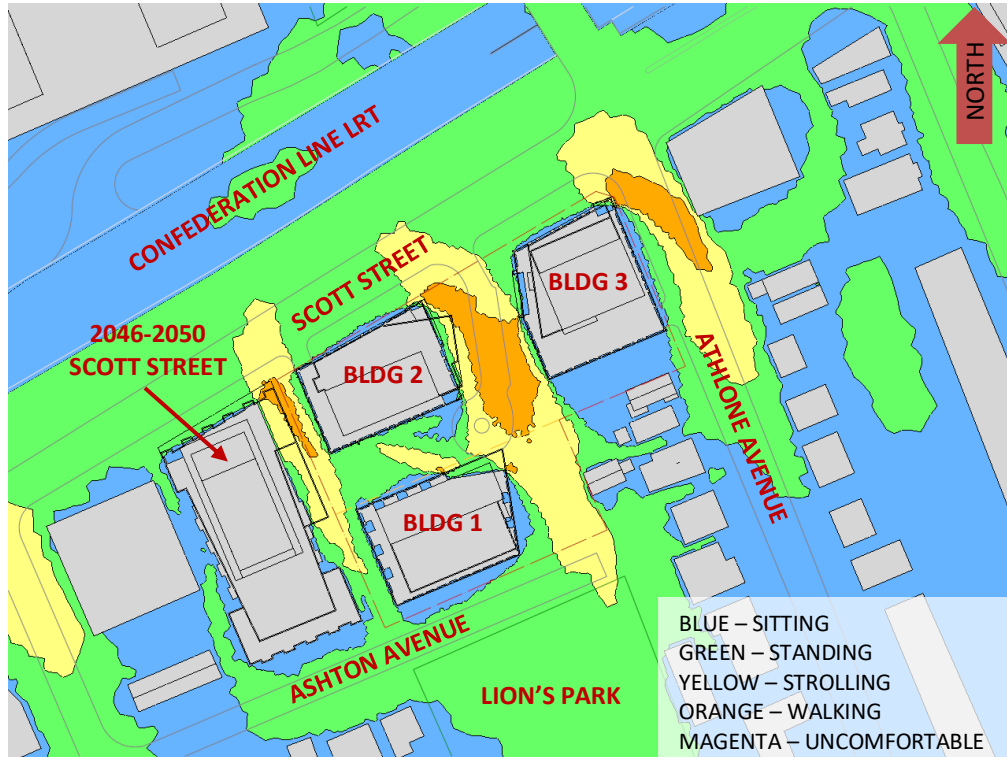 NORTH
CONFEDERATION LINE LRT
SCOTT STREET
BLDG 3
2046-2050
SCOTT STREET
BLDG 2
ATHLONE AVENUE
BLDG 1
ASHTON AVENUE
LION'S PARK
BLUE – SITTING
GREEN – STANDING
YELLOW – STROLLING
ORANGE – WALKING
MAGENTA – UNCOMFORTABLE